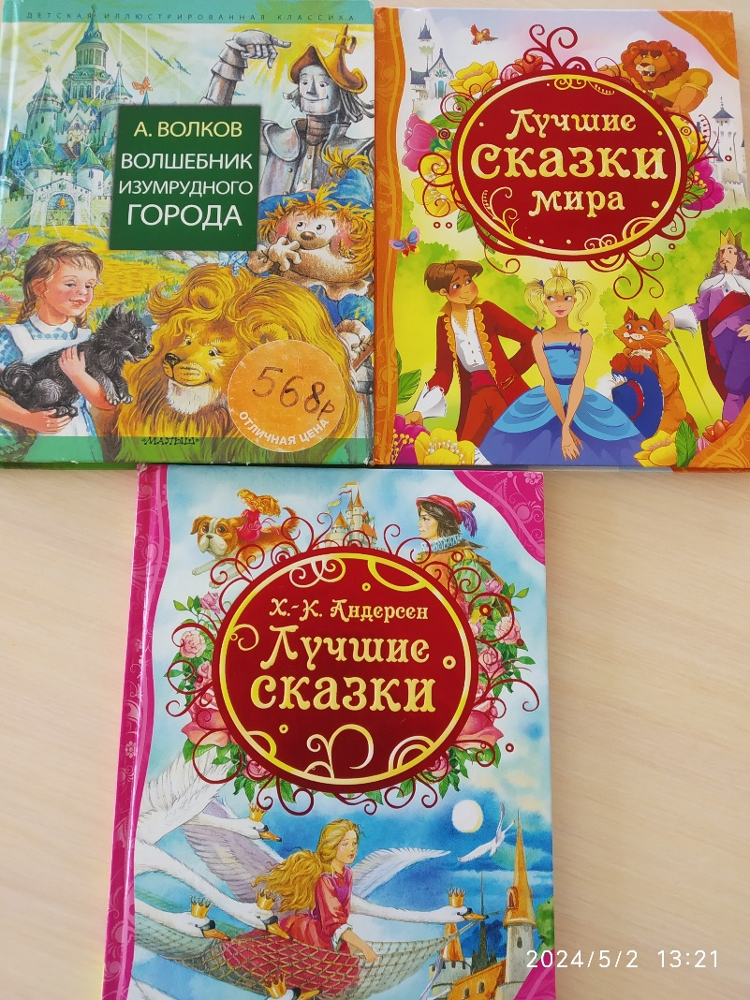 ДЕТСКАЯ ИЛЛЮСТРИРОВАННАЯ КЛАССИКА
А. ВОЛКОВ
ВОЛШЕБНИК
ИЗУМРУДНОГО
ГОРОДА
568р
ОТЛИЧНАЯ ЦЕНА
«МАЛЫШ»
Лучшие
сказки
мира
Х.-К. Андерсен
Лучшие
сказки
2024/5/2 13:21